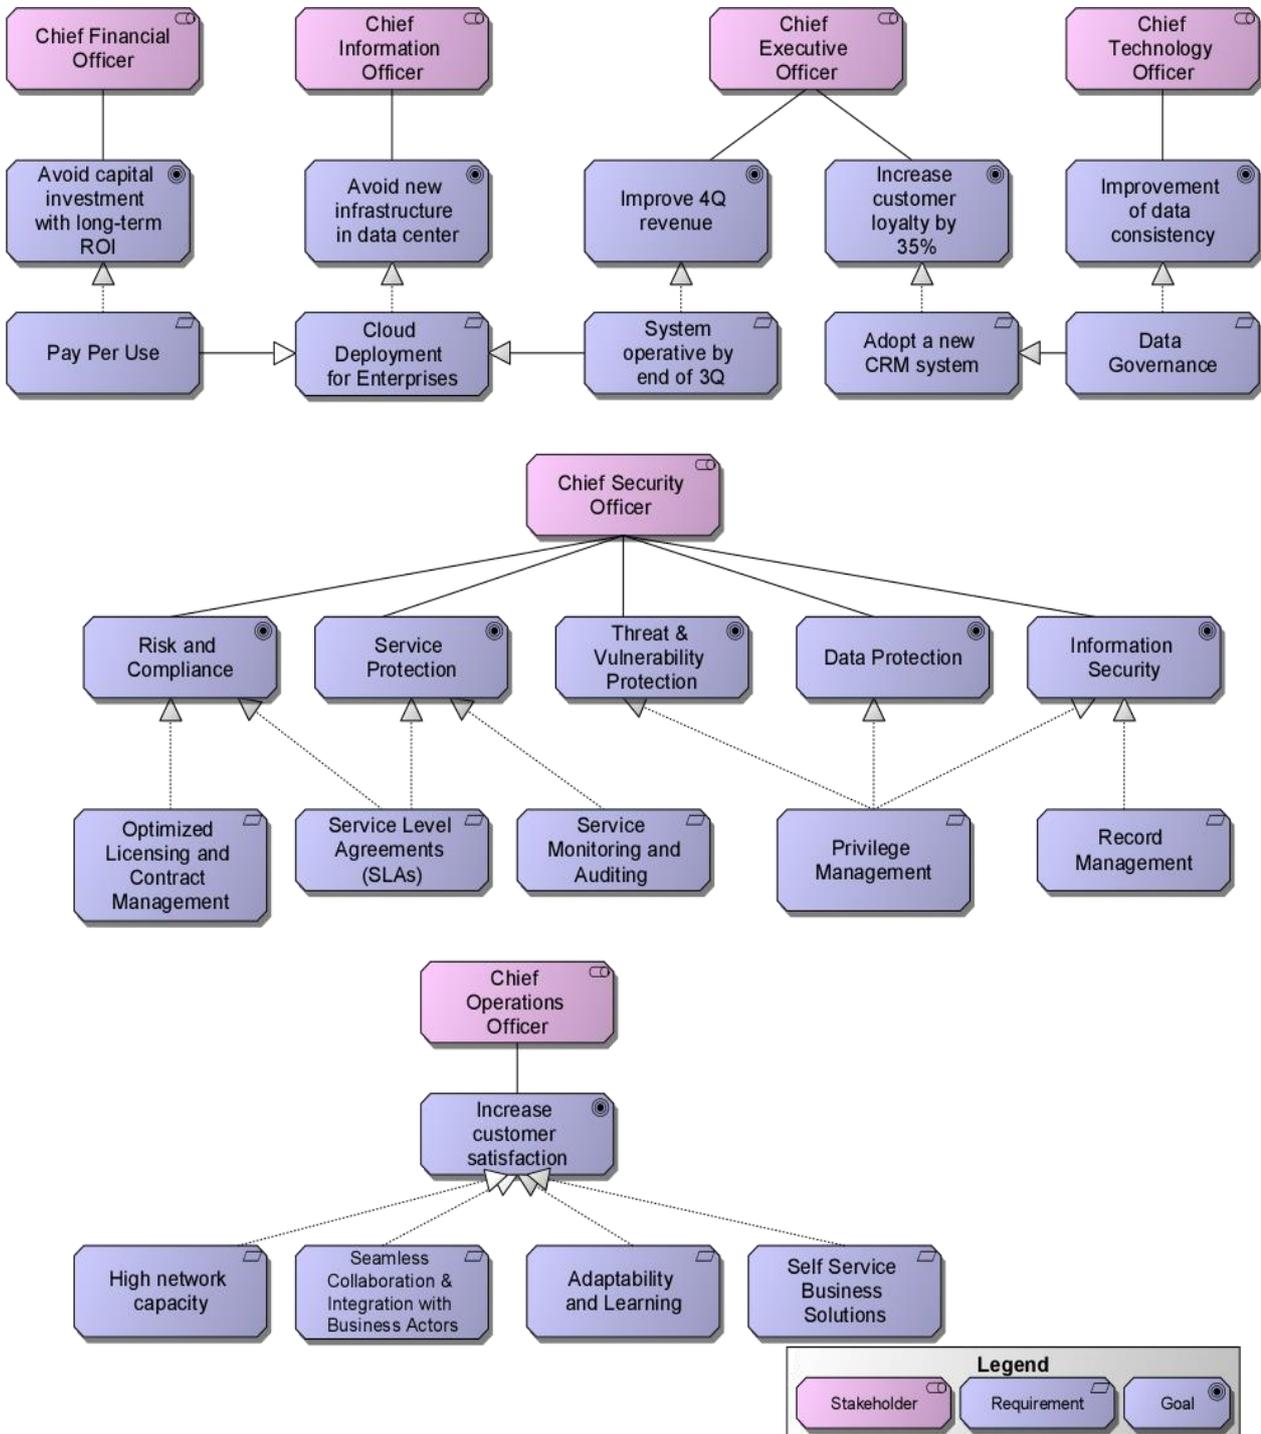 Chief Financial
Officer
Chief
Information
Officer
Chief
Executive
Officer
Chief
Technology
Officer
Avoid capital
investment
with long-term
ROI
Avoid new
infrastructure
in data center
Improve 4Q
revenue
Increase
customer
loyalty by
35%
Improvement
of data
consistency
Pay Per Use
Cloud
Deployment
for Enterprises
System
operative by
end of 3Q
Adopt a new
CRM system
Data
Governance
Chief Security
Officer
Risk and
Compliance
Service
Protection
Threat &
Vulnerability
Protection
Data Protection
Information
Security
Optimized
Licensing and
Contract
Management
Service Level
Agreements
(SLAs)
Service
Monitoring and
Auditing
Privilege
Management
Record
Management
Chief
Operations
Officer
Increase
customer
satisfaction
High network
capacity
Seamless
Collaboration &
Integration with
Business Actors
Adaptability
and Learning
Self Service
Business
Solutions
Legend
Stakeholder
Requirement
Goal